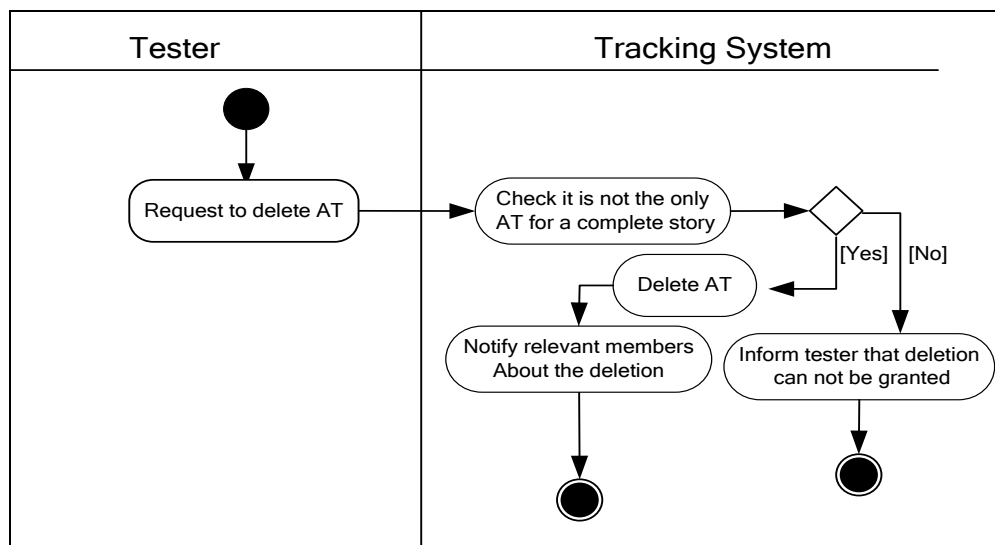 Tester
Tracking System
Request to delete AT
Check it is not the only
AT for a complete story
[Yes]
[No]
Delete AT
Notify relevant members
About the deletion
Inform tester that deletion
can not be granted